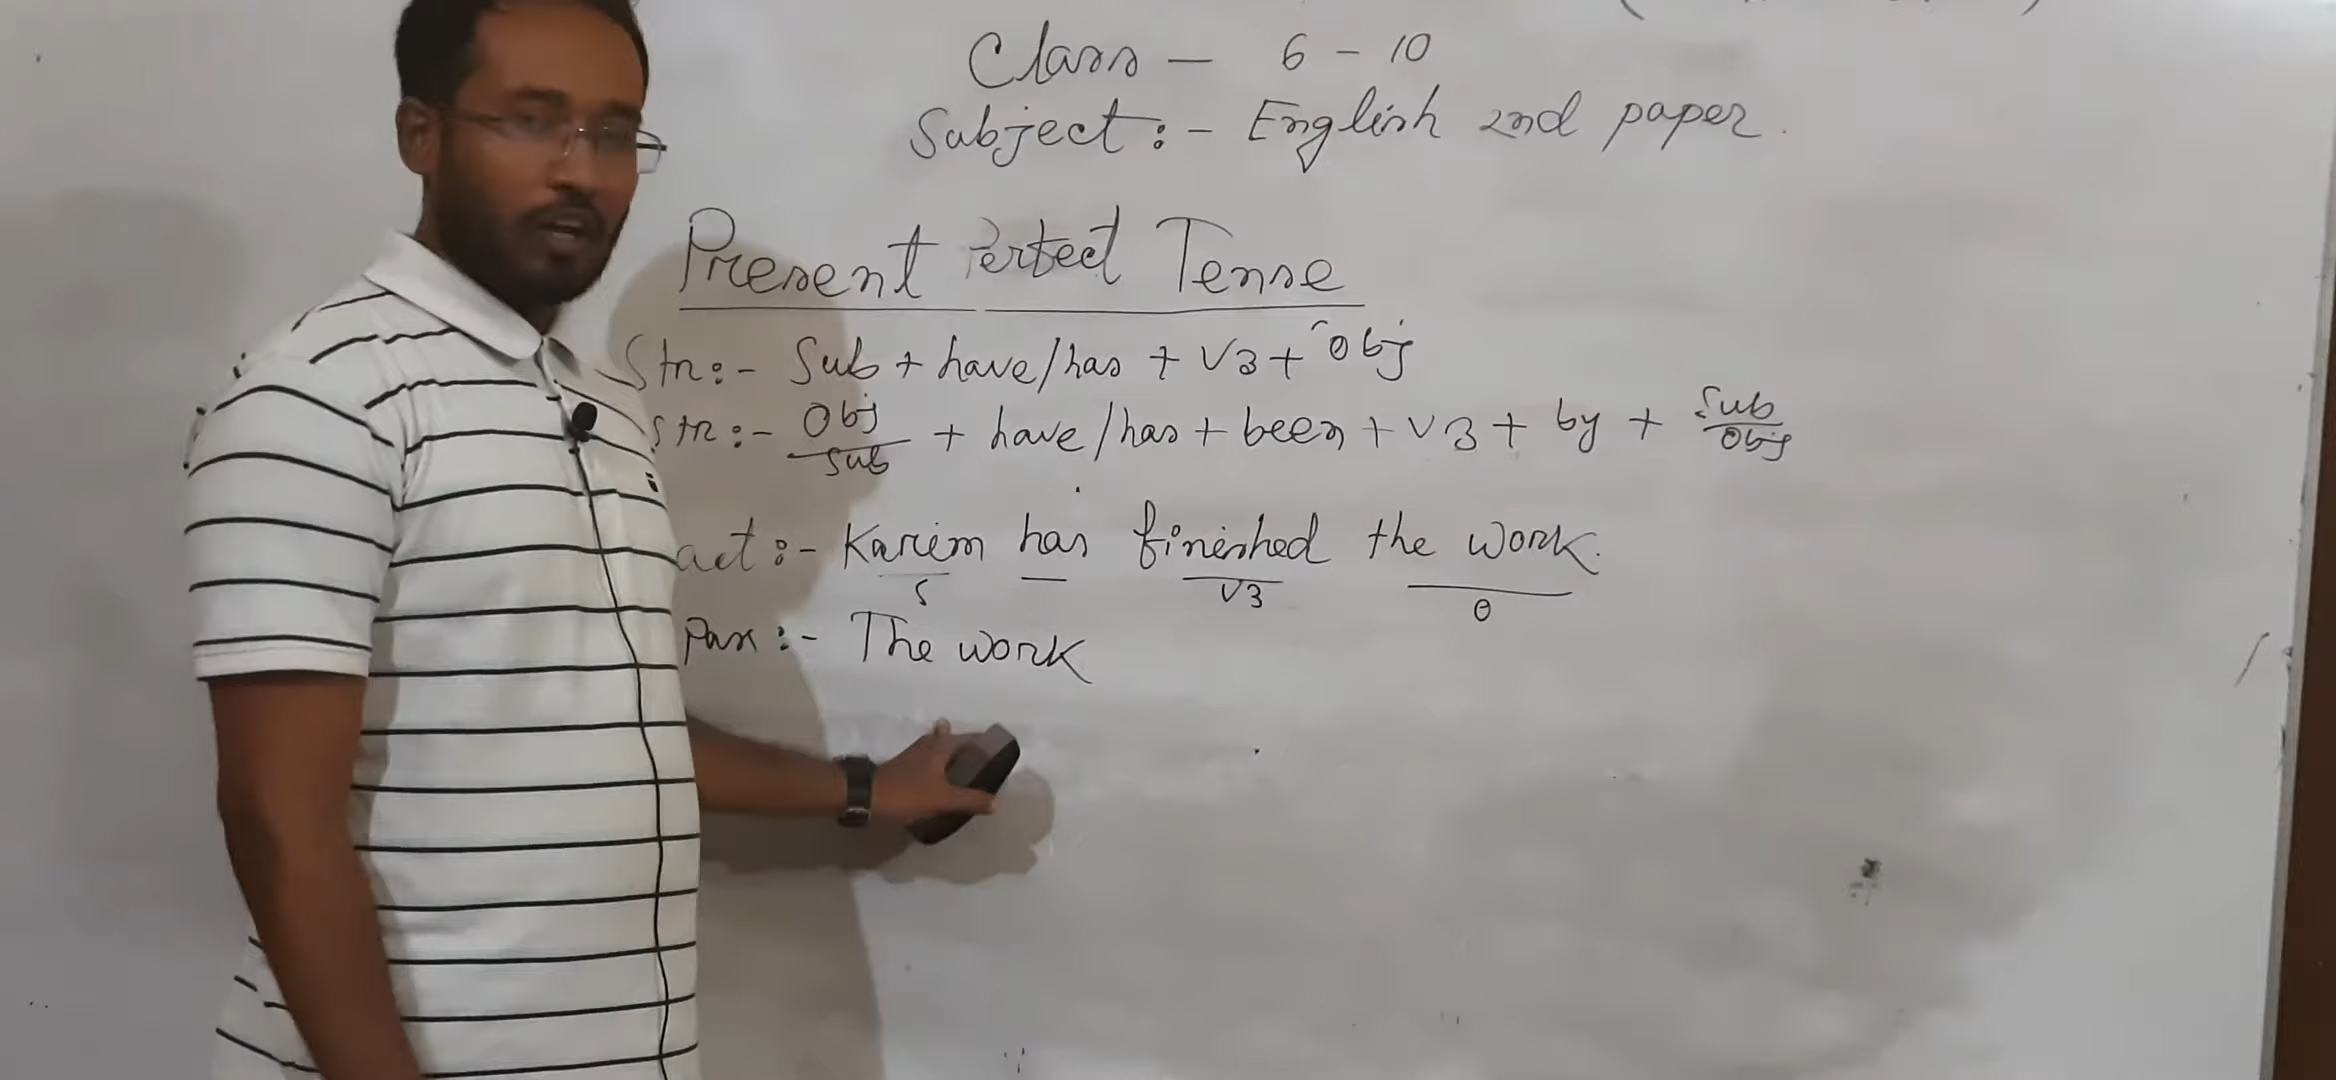 Class - 6 - 10
Subject :- English 2nd paper.
Present Perfect Tense
Str :- Sub + have/has + V3 + Obj
Str :- Obj/Sub + have/has + been + V3 + by + Sub/Obj
act :- Karim has finished the work.
S V3 O
Pas :- The work